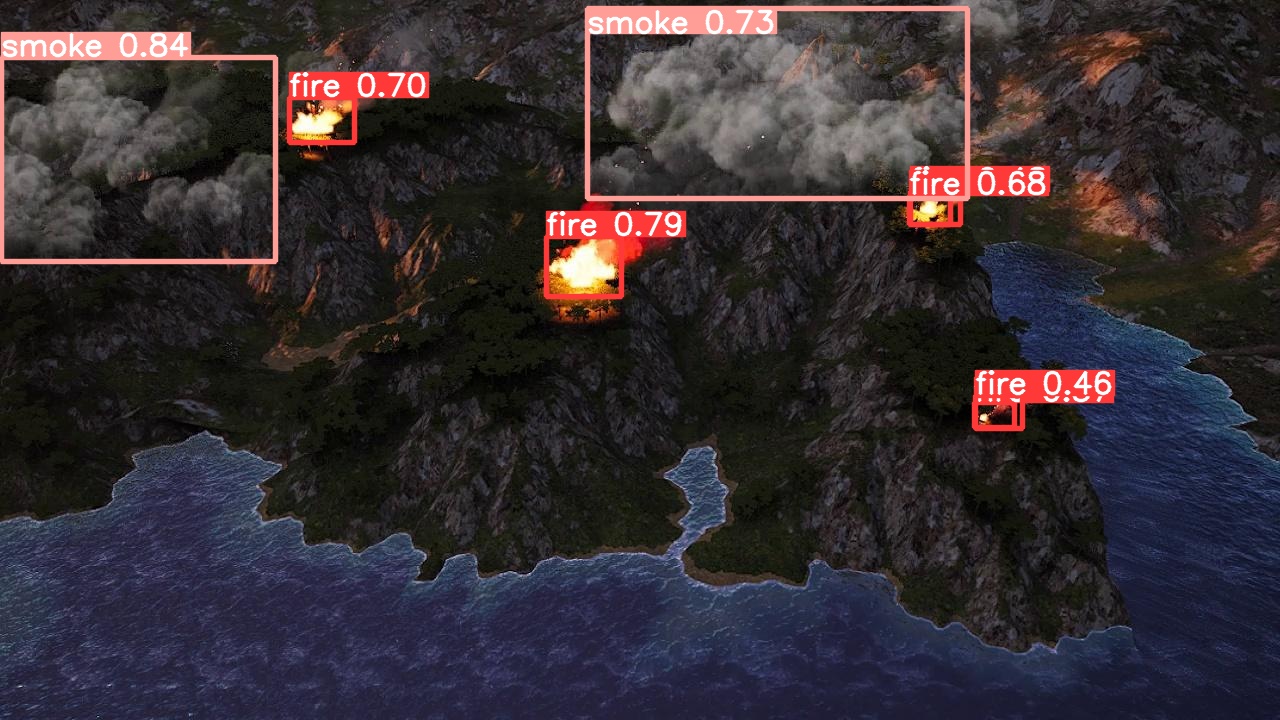 smoke 0.73
smoke 0.84
fire 0.70
fire 0.68
fire 0.79
fire 0.46